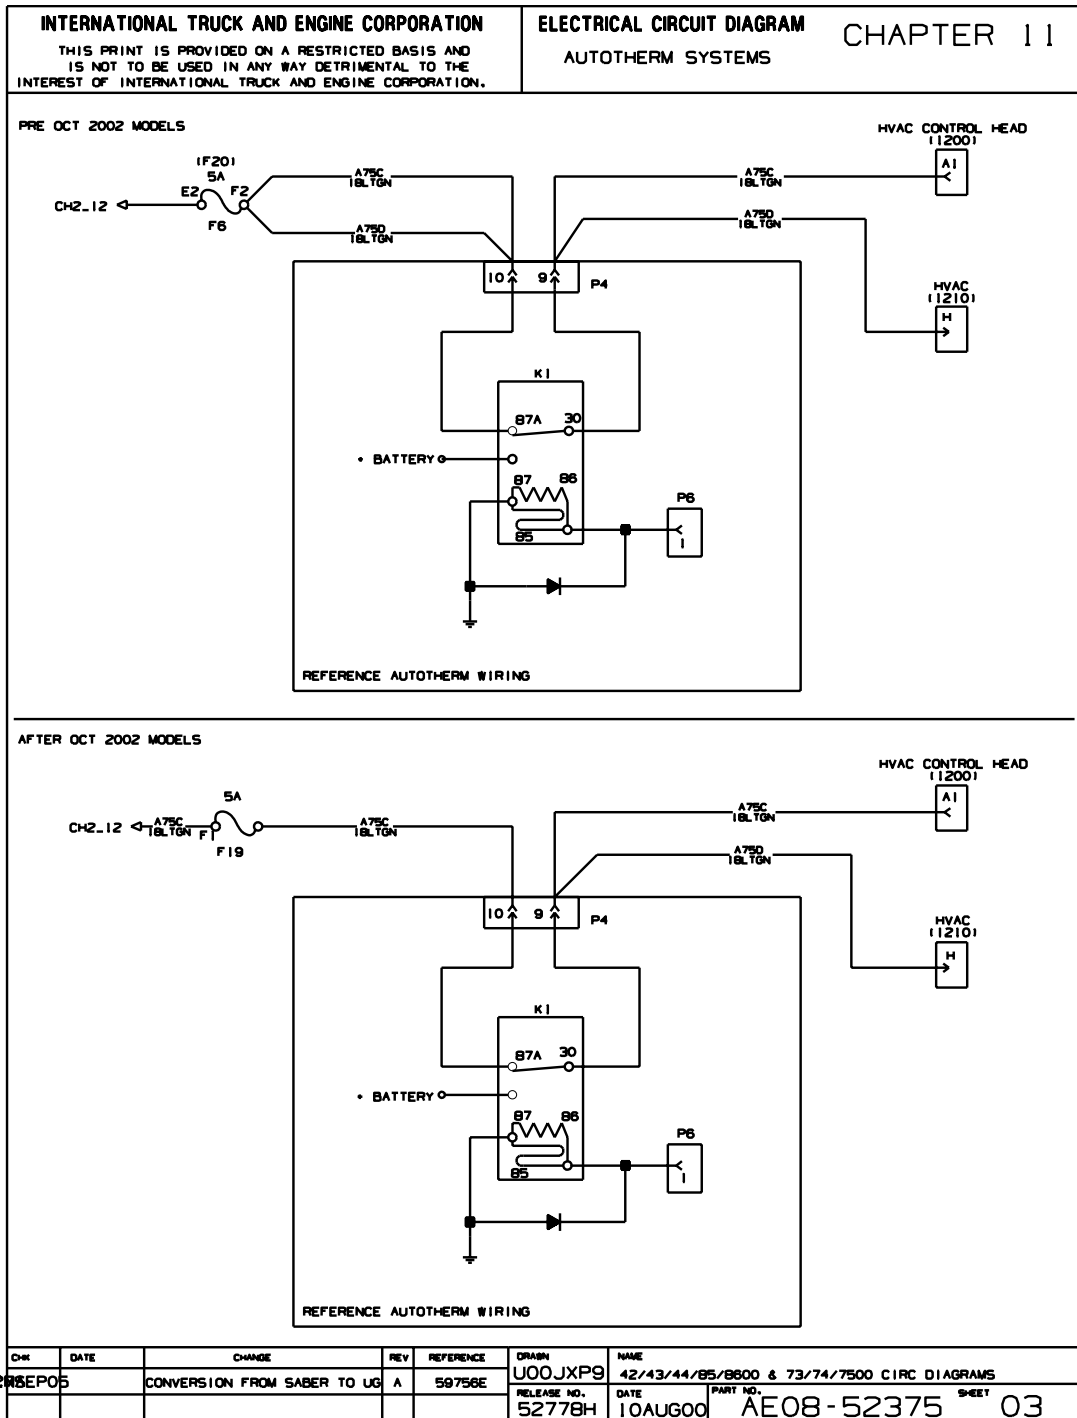 INTERNATIONAL TRUCK AND ENGINE CORPORATION
THIS PRINT IS PROVIDED ON A RESTRICTED BASIS AND
IS NOT TO BE USED IN ANY WAY DETRIMENTAL TO THE
INTEREST OF INTERNATIONAL TRUCK AND ENGINE CORPORATION.
ELECTRICAL CIRCUIT DIAGRAM
AUTOTHERM SYSTEMS
CHAPTER 11
PRE OCT 2002 MODELS
HVAC CONTROL HEAD
(1200)
A1
(F20)
5A
E2
F2
F6
CH2_12
A75C
18LTGN
A75D
18LTGN
A75C
18LTGN
A75D
18LTGN
HVAC
(1210)
H
10
9
P4
K1
87A
30
+ BATTERY
87
86
85
P6
1
REFERENCE AUTOTHERM WIRING
AFTER OCT 2002 MODELS
HVAC CONTROL HEAD
(1200)
A1
5A
CH2_12
A75C
18LTGN
F1
F19
A75C
18LTGN
A75C
18LTGN
A75D
18LTGN
HVAC
(1210)
H
10
9
P4
K1
87A
30
+ BATTERY
87
86
85
P6
1
REFERENCE AUTOTHERM WIRING
CHK
DATE
CHANGE
REV
REFERENCE
SEP05
CONVERSION FROM SABER TO UG
A
59756E
DRAWN
U00JXP9
NAME
42/43/44/85/8600 & 73/74/7500 CIRC DIAGRAMS
RELEASE NO.
52778H
DATE
10AUG00
PART NO.
AE08-52375
SHEET
03